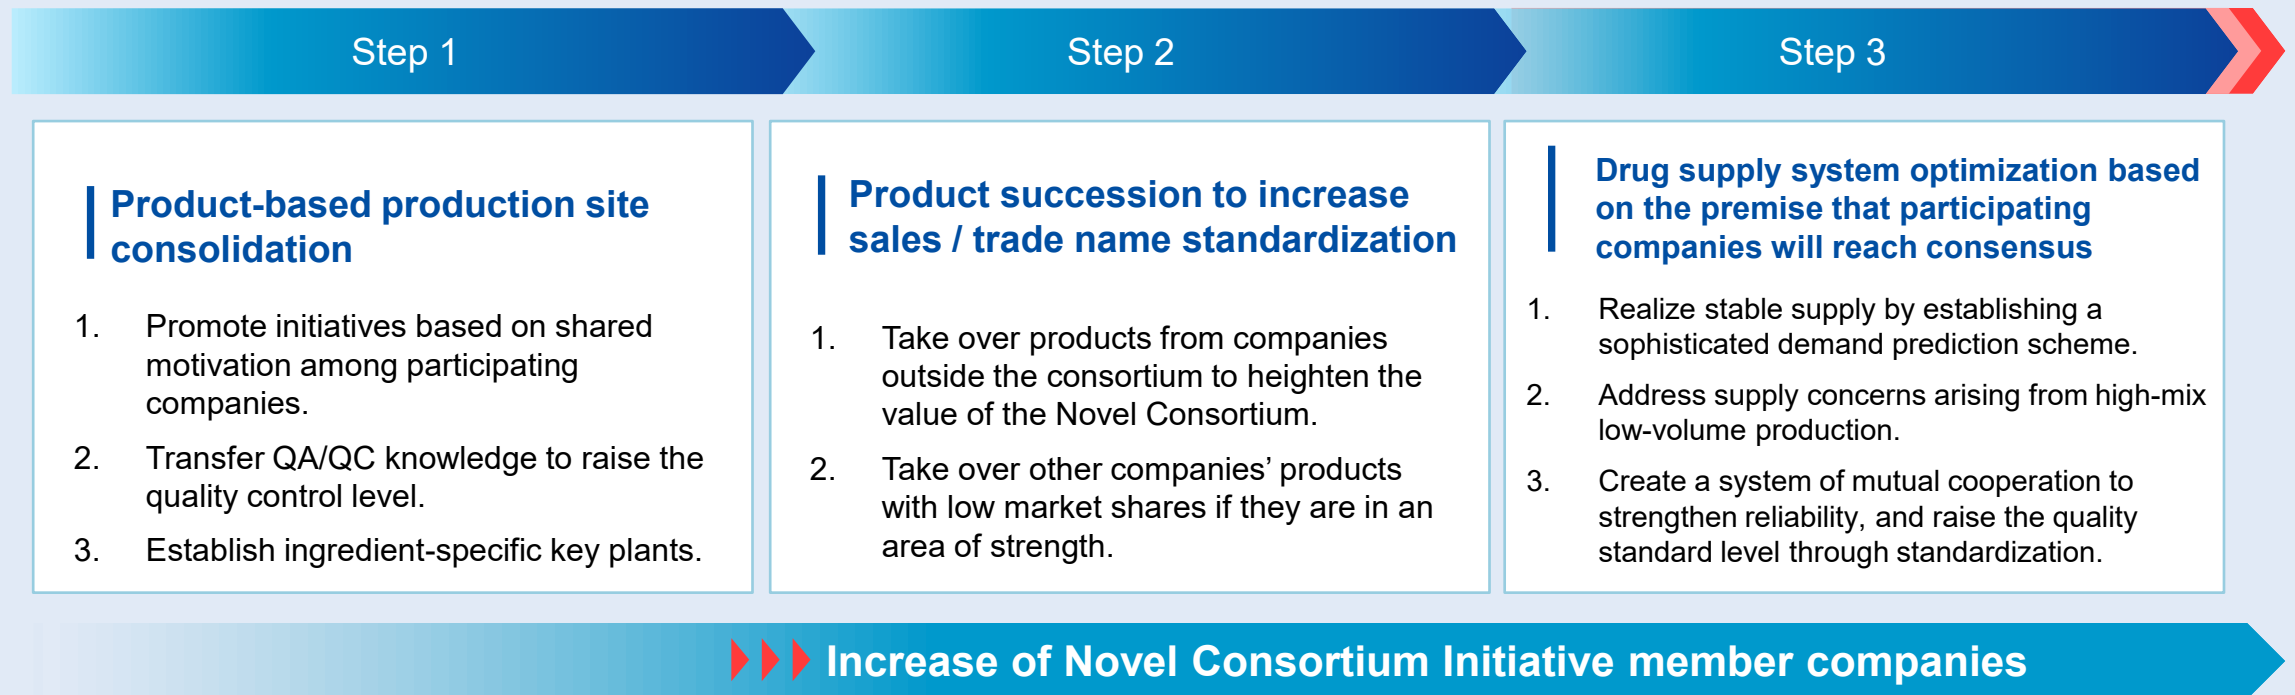 Step 1
Step 2
Step 3
Product-based production site
consolidation
1. Promote initiatives based on shared
motivation among participating
companies.
2. Transfer QA/QC knowledge to raise the
quality control level.
3. Establish ingredient-specific key plants.
Product succession to increase
sales / trade name standardization
1. Take over products from companies
outside the consortium to heighten the
value of the Novel Consortium.
2. Take over other companies’ products
with low market shares if they are in an
area of strength.
Drug supply system optimization based
on the premise that participating
companies will reach consensus
1. Realize stable supply by establishing a
sophisticated demand prediction scheme.
2. Address supply concerns arising from high-mix
low-volume production.
3. Create a system of mutual cooperation to
strengthen reliability, and raise the quality
standard level through standardization.
Increase of Novel Consortium Initiative member companies